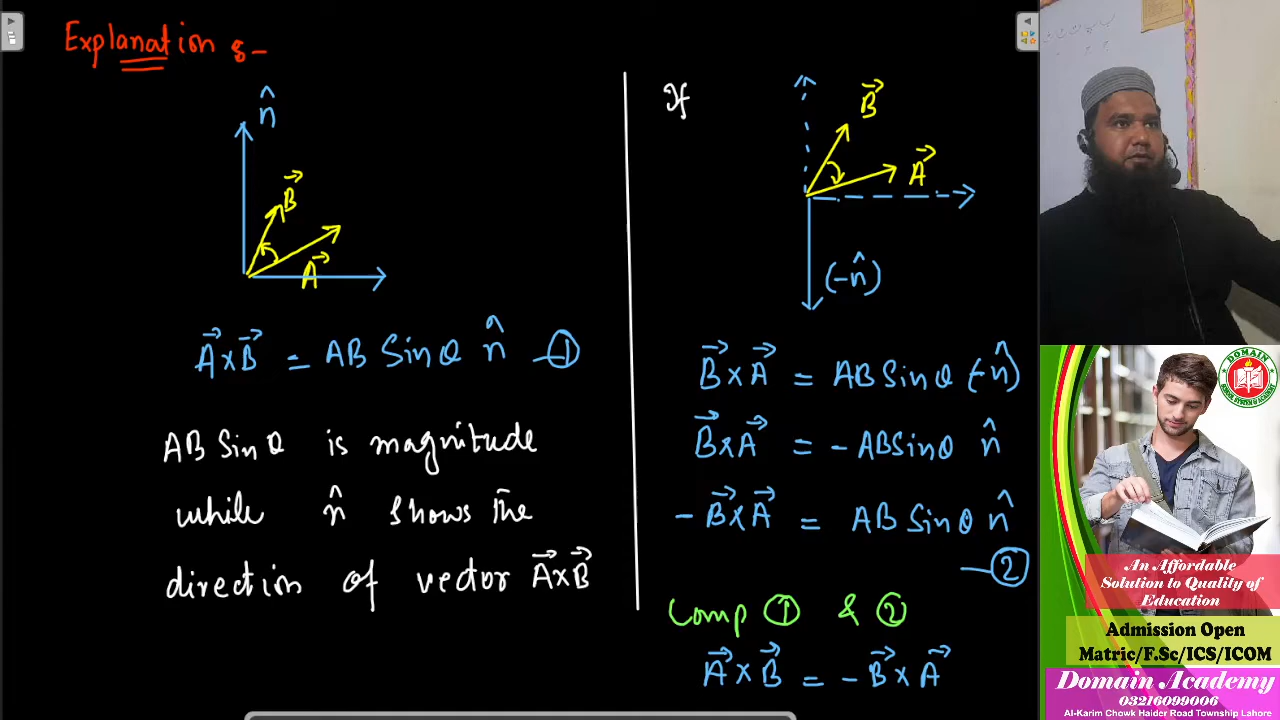 Explanation :-
n̂
B⃗
A⃗
A⃗×B⃗ = AB Sinθ n̂ —①
AB Sinθ is magnitude
while n̂ shows the
direction of vector A⃗×B⃗
If
B⃗
A⃗
(-n̂)
B⃗×A⃗ = AB Sinθ (-n̂)
B⃗×A⃗ = - ABSinθ n̂
- B⃗×A⃗ = AB Sinθ n̂
—②
Comp ① & ②
A⃗×B⃗ = - B⃗×A⃗
DOMAIN
An Affordable
Solution to Quality of
Education
Admission Open
Matric/F.Sc/ICS/ICOM
Domain Academy
03216099006
Al-Karim Chowk Haider Road Township Lahore